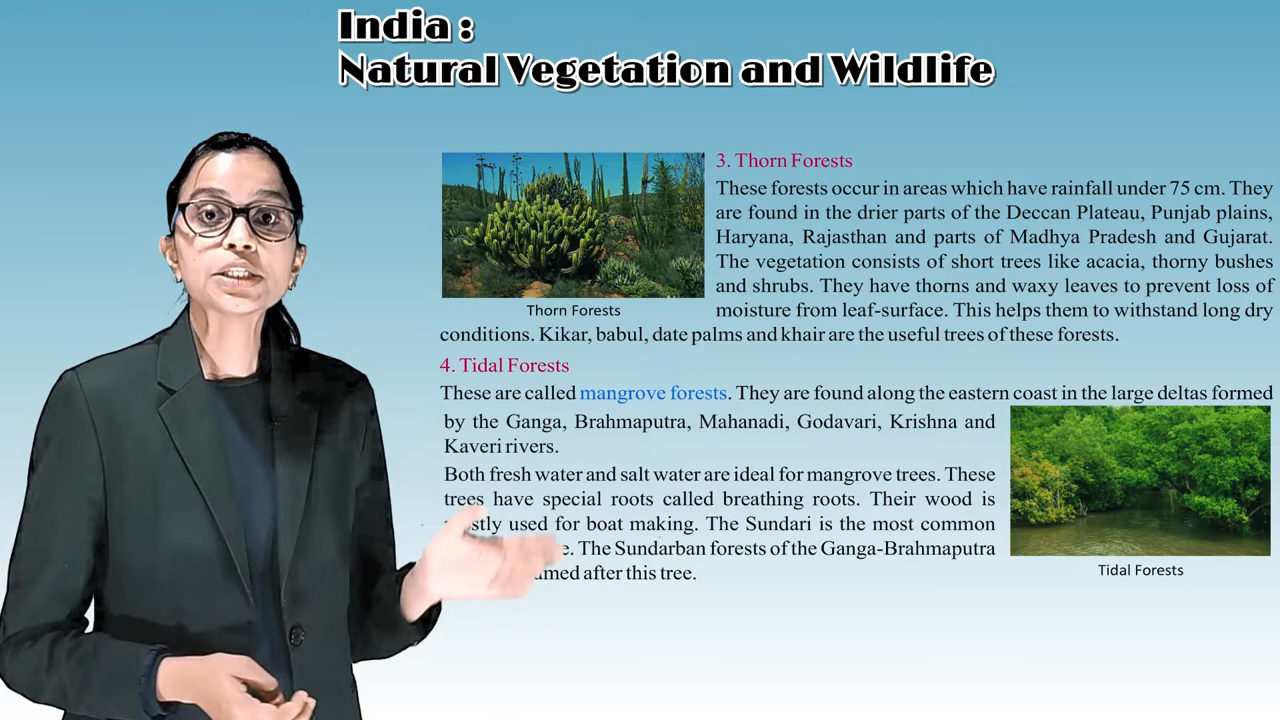 India :
Natural Vegetation and Wildlife
3. Thorn Forests
These forests occur in areas which have rainfall under 75 cm. They
are found in the drier parts of the Deccan Plateau, Punjab plains,
Haryana, Rajasthan and parts of Madhya Pradesh and Gujarat.
The vegetation consists of short trees like acacia, thorny bushes
and shrubs. They have thorns and waxy leaves to prevent loss of
moisture from leaf-surface. This helps them to withstand long dry
Thorn Forests
conditions. Kikar, babul, date palms and khair are the useful trees of these forests.
4. Tidal Forests
These are called mangrove forests. They are found along the eastern coast in the large deltas formed
by the Ganga, Brahmaputra, Mahanadi, Godavari, Krishna and
Kaveri rivers.
Both fresh water and salt water are ideal for mangrove trees. These
trees have special roots called breathing roots. Their wood is
used for boat making. The Sundari is the most common
The Sundarban forests of the Ganga-Brahmaputra
after this tree.
Tidal Forests